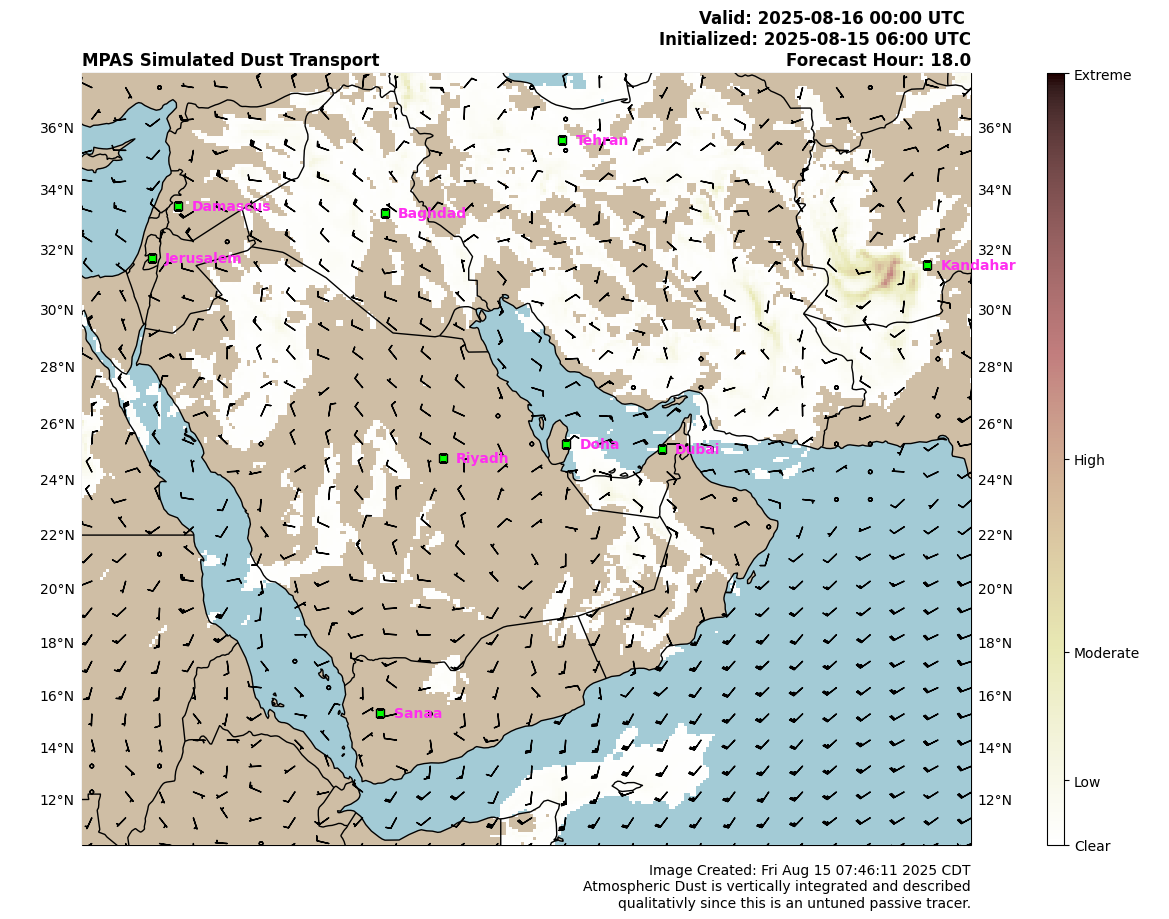 Valid: 2025-08-16 00:00 UTC
Initialized: 2025-08-15 06:00 UTC
MPAS Simulated Dust Transport Forecast Hour: 18.0
Extreme
36°N 36°N
Tehran
34°N 34°N
Damascus
Baghdad
32°N 32°N
Jerusalem
Kandahar
30°N 30°N
28°N 28°N
26°N 26°N
Doha
Dubai
Riyadh
High
24°N 24°N
22°N 22°N
20°N 20°N
18°N 18°N
Moderate
16°N 16°N
Sanaa
14°N 14°N
Low
12°N 12°N
Clear
Image Created: Fri Aug 15 07:46:11 2025 CDT
Atmospheric Dust is vertically integrated and described
qualitativly since this is an untuned passive tracer.